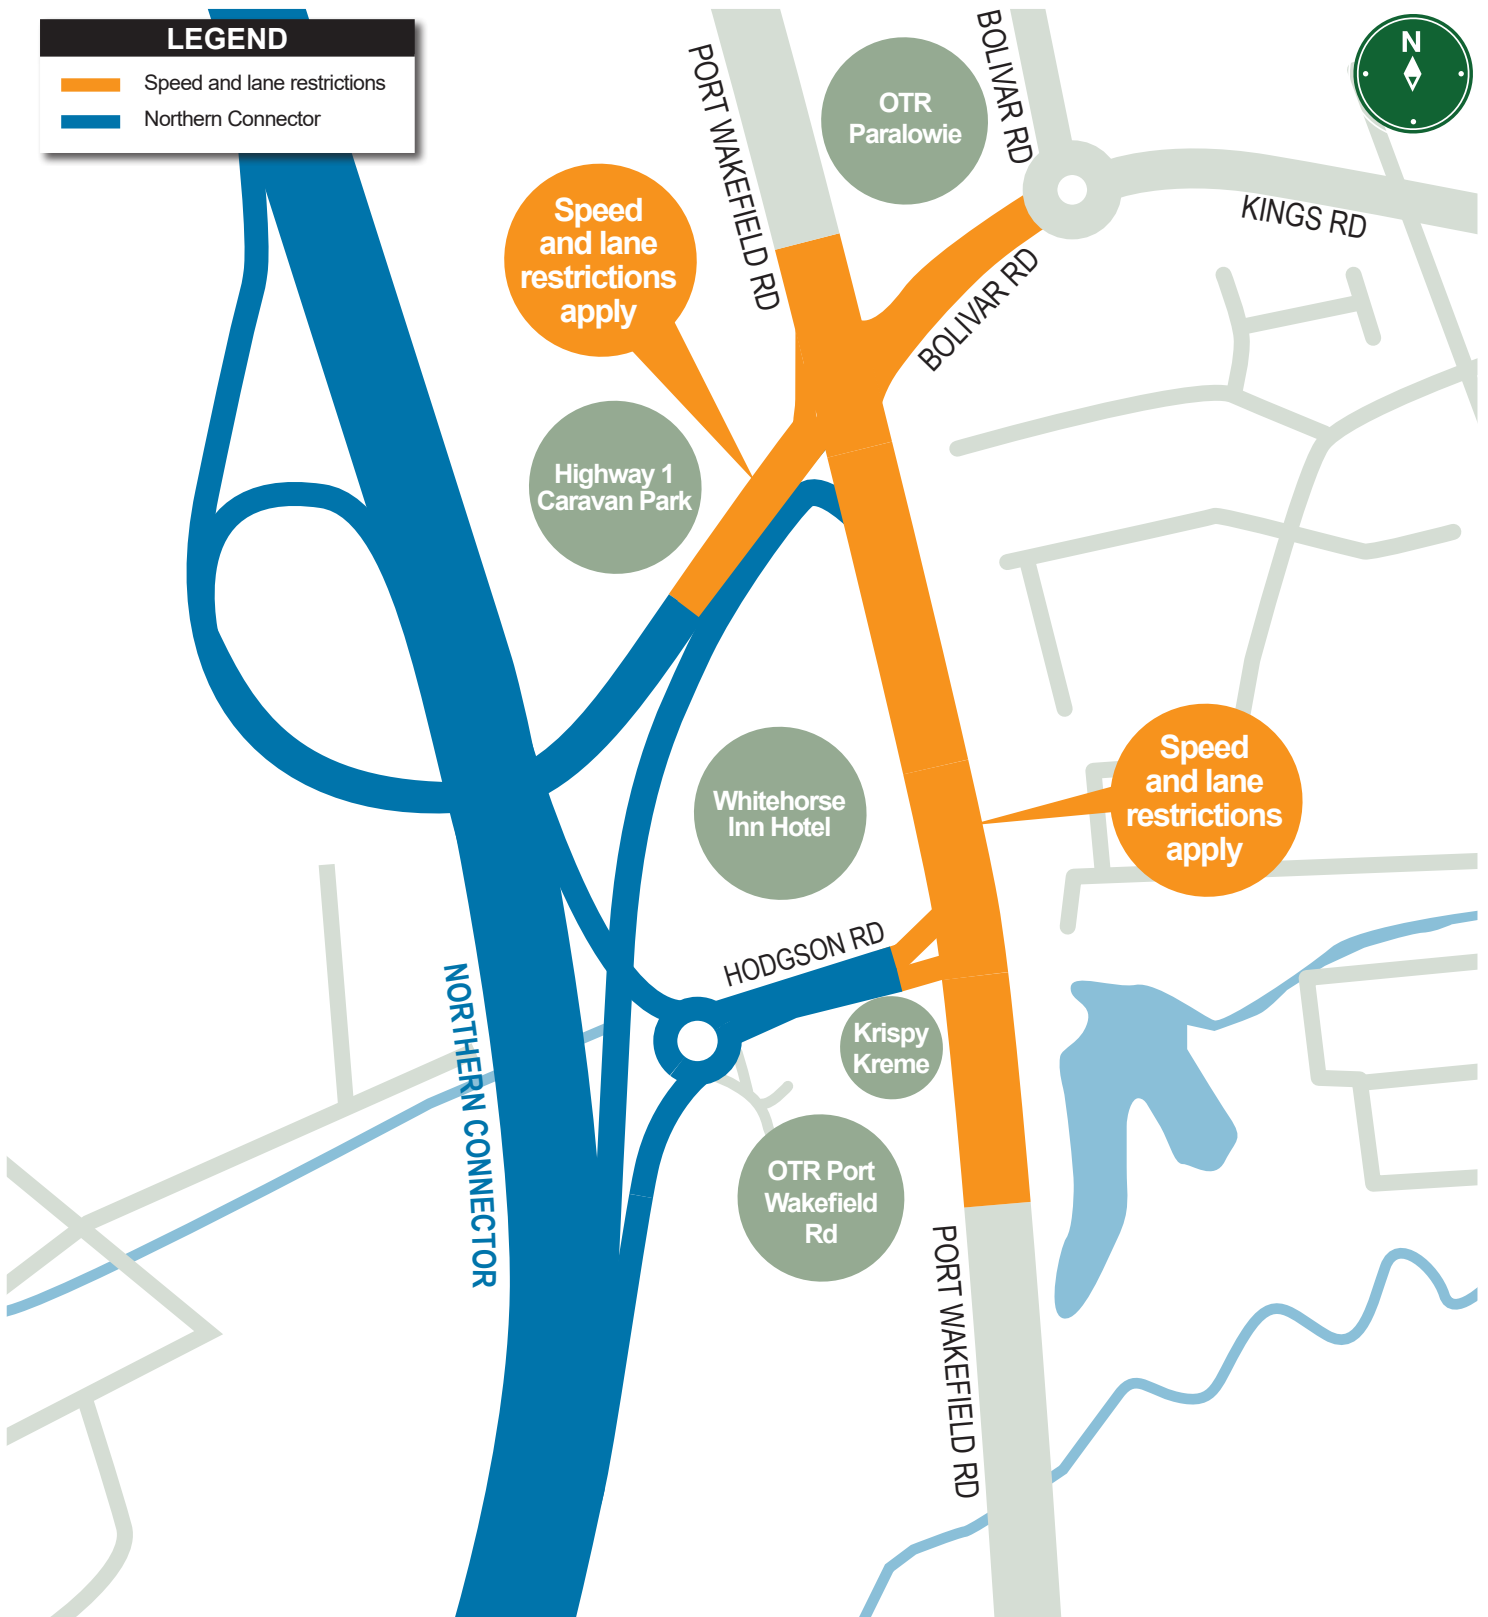 LEGEND
Speed and lane restrictions
Northern Connector
N
PORT WAKEFIELD RD
OTR
Paralowie
BOLIVAR RD
KINGS RD
Speed
and lane
restrictions
apply
BOLIVAR RD
Highway 1
Caravan Park
Whitehorse
Inn Hotel
Speed
and lane
restrictions
apply
HODGSON RD
NORTHERN CONNECTOR
Krispy
Kreme
OTR Port
Wakefield
Rd
PORT WAKEFIELD RD